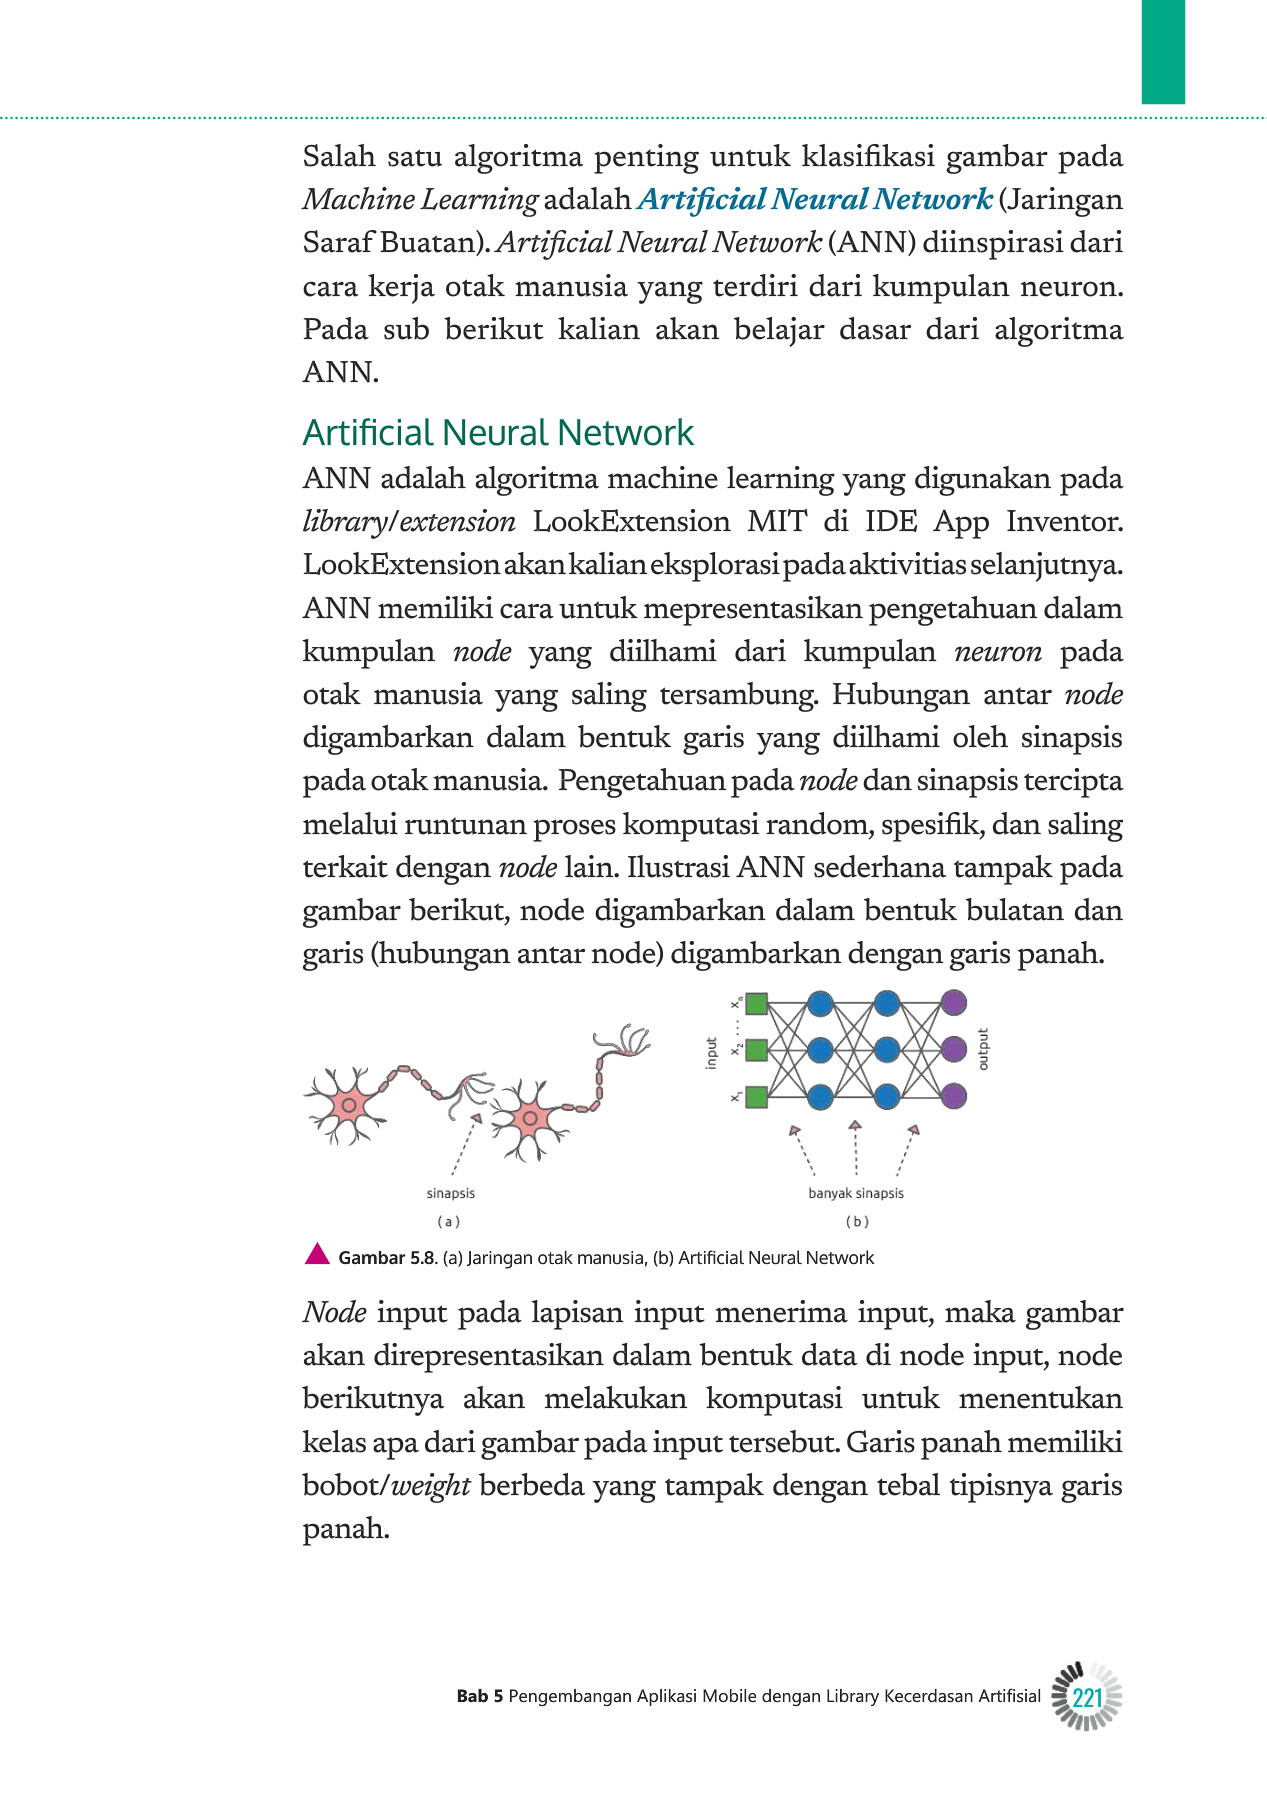 Salah satu algoritma penting untuk klasifikasi gambar pada
Machine Learning adalah Artificial Neural Network (Jaringan
Saraf Buatan). Artificial Neural Network (ANN) diinspirasi dari
cara kerja otak manusia yang terdiri dari kumpulan neuron.
Pada sub berikut kalian akan belajar dasar dari algoritma
ANN.
Artificial Neural Network
ANN adalah algoritma machine learning yang digunakan pada
library/extension LookExtension MIT di IDE App Inventor.
LookExtension akan kalian eksplorasi pada aktivitias selanjutnya.
ANN memiliki cara untuk mepresentasikan pengetahuan dalam
kumpulan node yang diilhami dari kumpulan neuron pada
otak manusia yang saling tersambung. Hubungan antar node
digambarkan dalam bentuk garis yang diilhami oleh sinapsis
pada otak manusia. Pengetahuan pada node dan sinapsis tercipta
melalui runtunan proses komputasi random, spesifik, dan saling
terkait dengan node lain. Ilustrasi ANN sederhana tampak pada
gambar berikut, node digambarkan dalam bentuk bulatan dan
garis (hubungan antar node) digambarkan dengan garis panah.
sinapsis
(a)
input
x₁ x₂ ... xₙ
output
banyak sinapsis
(b)
Gambar 5.8. (a) Jaringan otak manusia, (b) Artificial Neural Network
Node input pada lapisan input menerima input, maka gambar
akan direpresentasikan dalam bentuk data di node input, node
berikutnya akan melakukan komputasi untuk menentukan
kelas apa dari gambar pada input tersebut. Garis panah memiliki
bobot/weight berbeda yang tampak dengan tebal tipisnya garis
panah.
Bab 5 Pengembangan Aplikasi Mobile dengan Library Kecerdasan Artifisial
221